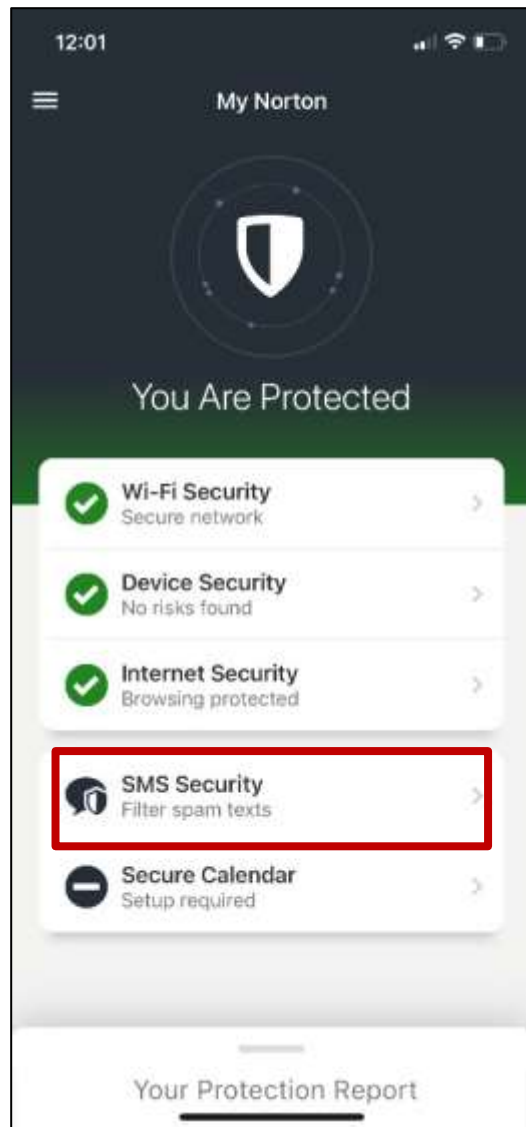 12:01
My Norton
You Are Protected
Wi-Fi Security
Secure network
Device Security
No risks found
Internet Security
Browsing protected
SMS Security
Filter spam texts
Secure Calendar
Setup required
Your Protection Report